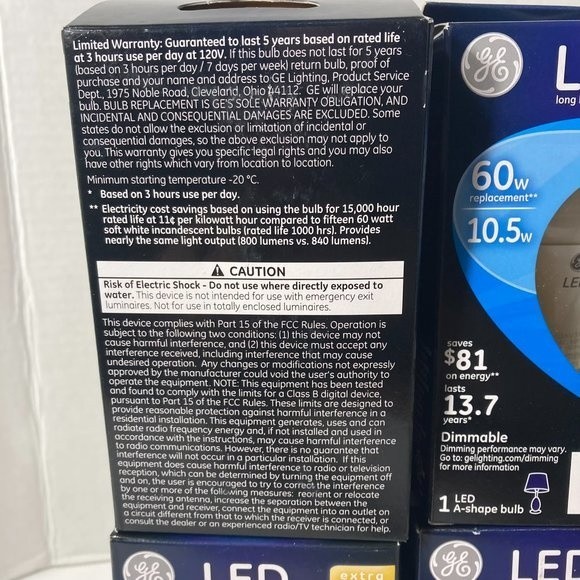 Limited Warranty: Guaranteed to last 5 years based on rated life
at 3 hours use per day at 120V. If this bulb does not last for 5 years
(based on 3 hours per day / 7 days per week) return bulb, proof of
purchase and your name and address to GE Lighting, Product Service
Dept., 1975 Noble Road, Cleveland, Ohio 44112. GE will replace your
bulb. BULB REPLACEMENT IS GE'S SOLE WARRANTY OBLIGATION, AND
INCIDENTAL AND CONSEQUENTIAL DAMAGES ARE EXCLUDED. Some
states do not allow the exclusion or limitation of incidental or
consequential damages, so the above exclusion may not apply to
you. This warranty gives you specific legal rights and you may also
have other rights which vary from location to location.
Minimum starting temperature -20 °C.
* Based on 3 hours use per day.
** Electricity cost savings based on using the bulb for 15,000 hour
rated life at 11¢ per kilowatt hour compared to fifteen 60 watt
soft white incandescent bulbs (rated life 1000 hrs). Provides
nearly the same light output (800 lumens vs. 840 lumens).
CAUTION
Risk of Electric Shock - Do not use where directly exposed to
water. This device is not intended for use with emergency exit
luminaires. Not for use in totally enclosed luminaires.
This device complies with Part 15 of the FCC Rules. Operation is
subject to the following two conditions: (1) this device may not
cause harmful interference, and (2) this device must accept any
interference received, including interference that may cause
undesired operation. Any changes or modifications not expressly
approved by the manufacturer could void the user's authority to
operate the equipment. NOTE: This equipment has been tested
and found to comply with the limits for a Class B digital device
pursuant to Part 15 of the FCC Rules. These limits are designed to
provide reasonable protection against harmful interference in a
residential installation. This equipment generates, uses and can
radiate radio frequency energy and, if not installed and used in
accordance with the instructions, may cause harmful interference
to radio communications. However, there is no guarantee that
interference will not occur in a particular installation. If this
equipment does cause harmful interference to radio or television
reception, which can be determined by turning the equipment off
and on, the user is encouraged to try to correct the interference
by one or more of the following measures: reorient or relocate
the receiving antenna, increase the separation between the
equipment and receiver, connect the equipment into an outlet on
a circuit different from that to which the receiver is connected, or
consult the dealer or an experienced radio/TV technician for help.
GE
L
long
60w
replacement**
10.5w
LED
saves
$81
on energy**
lasts
13.7
years*
Dimmable
Dimming performance may vary.
Go to: gelighting.com/dimming
for more information
1 LED
A-shape bulb
GE
LED
extra
GE
LED